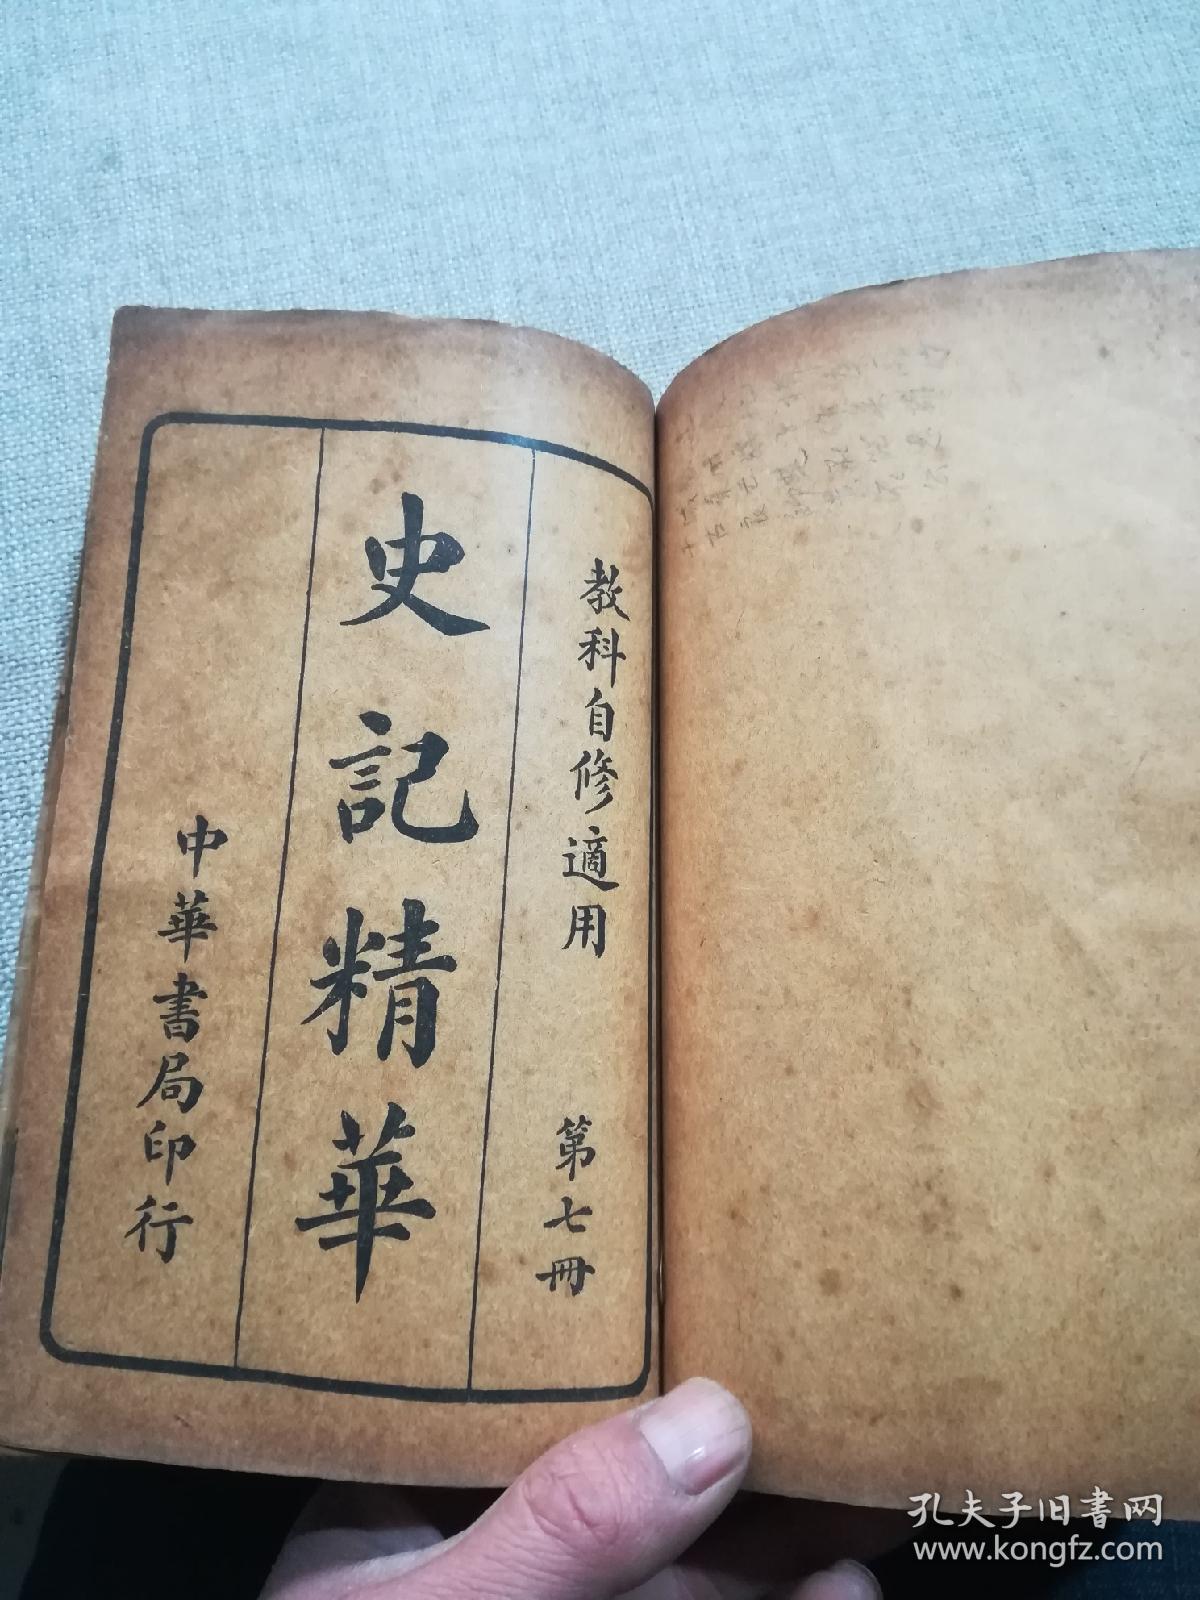 教科自修適用 第七冊
史記精華
中華書局印行
孔夫子旧书网
www.kongfz.com